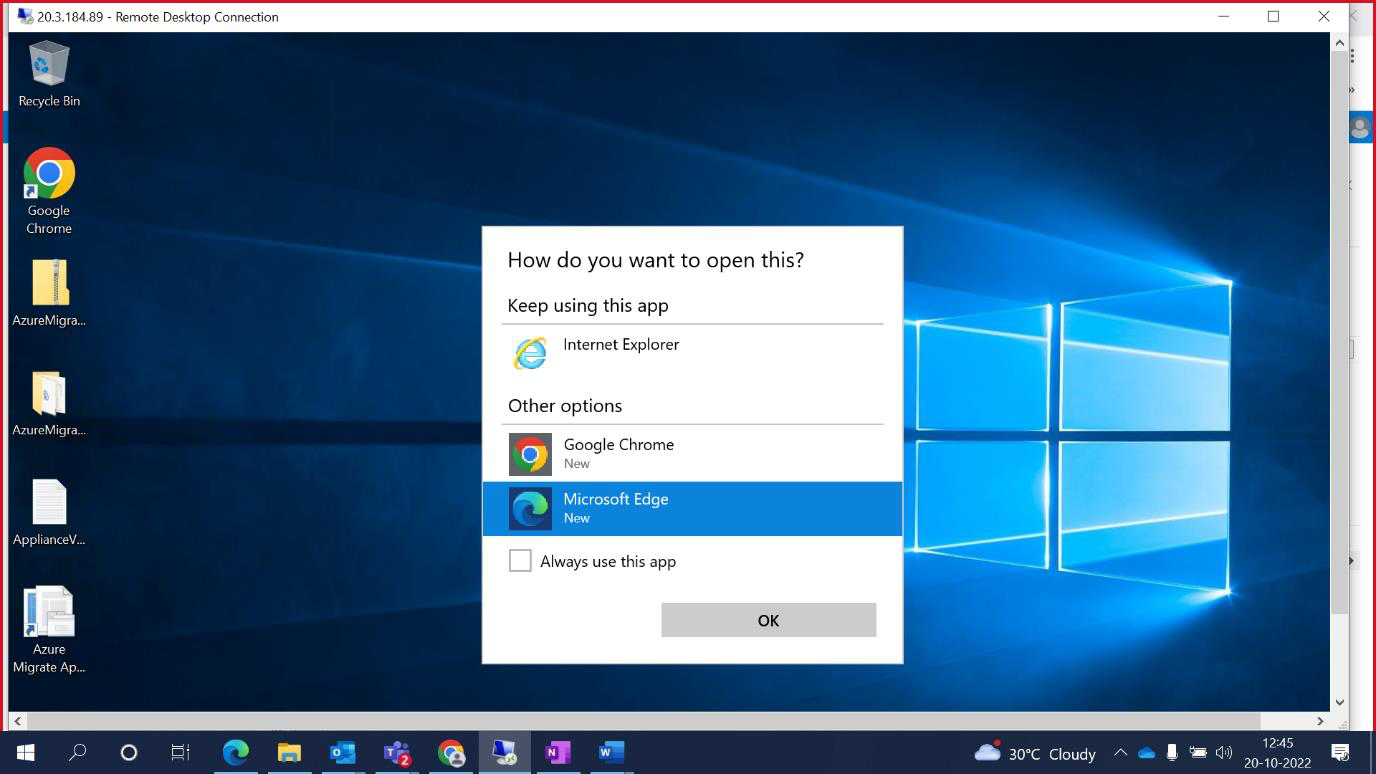 20.3.184.89 - Remote Desktop Connection
Recycle Bin
Google
Chrome
AzureMigra...
AzureMigra...
ApplianceV...
Azure
Migrate Ap...
How do you want to open this?
Keep using this app
Internet Explorer
Other options
Google Chrome
New
Microsoft Edge
New
Always use this app
OK
2
30°C Cloudy
12:45
20-10-2022